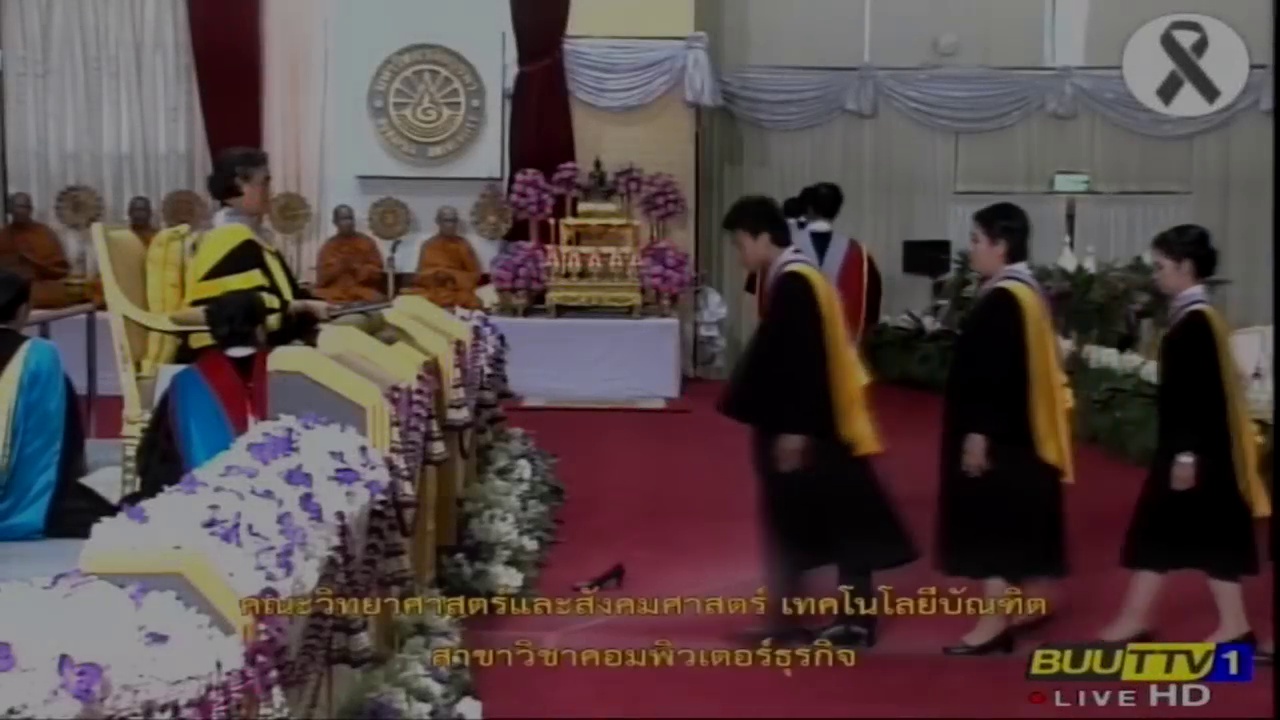 คณะวิทยาศาสตร์และสังคมศาสตร์ เทคโนโลยีบัณฑิต
สาขาวิชาคอมพิวเตอร์ธุรกิจ
BUUTTV 1
LIVE HD